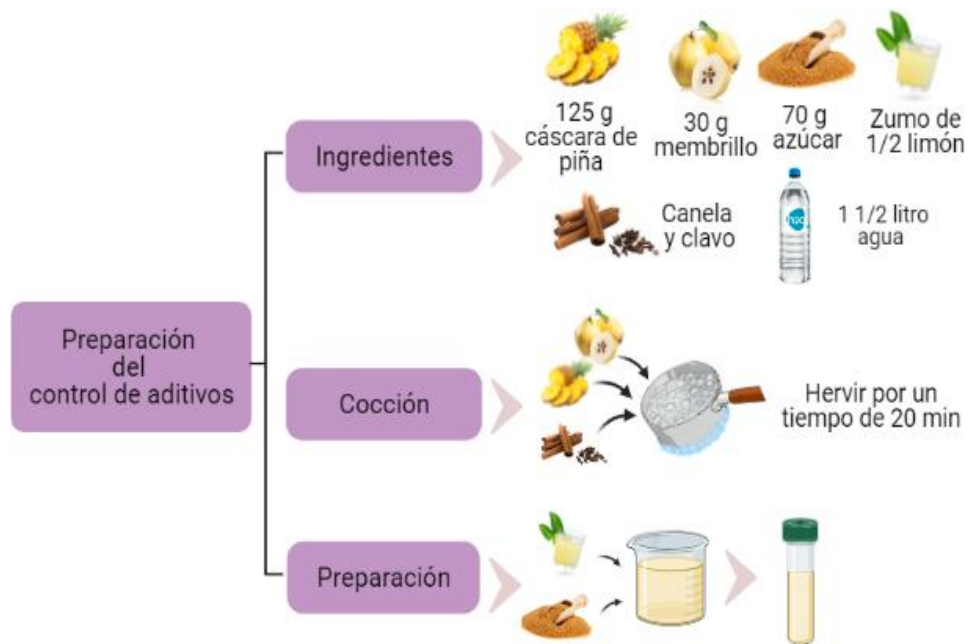 Preparación
del
control de aditivos
Ingredientes
125 g
cáscara de
piña
30 g
membrillo
70 g
azúcar
Zumo de
1/2 limón
Canela
y clavo
1 1/2 litro
agua
Cocción
Hervir por un
tiempo de 20 min
Preparación